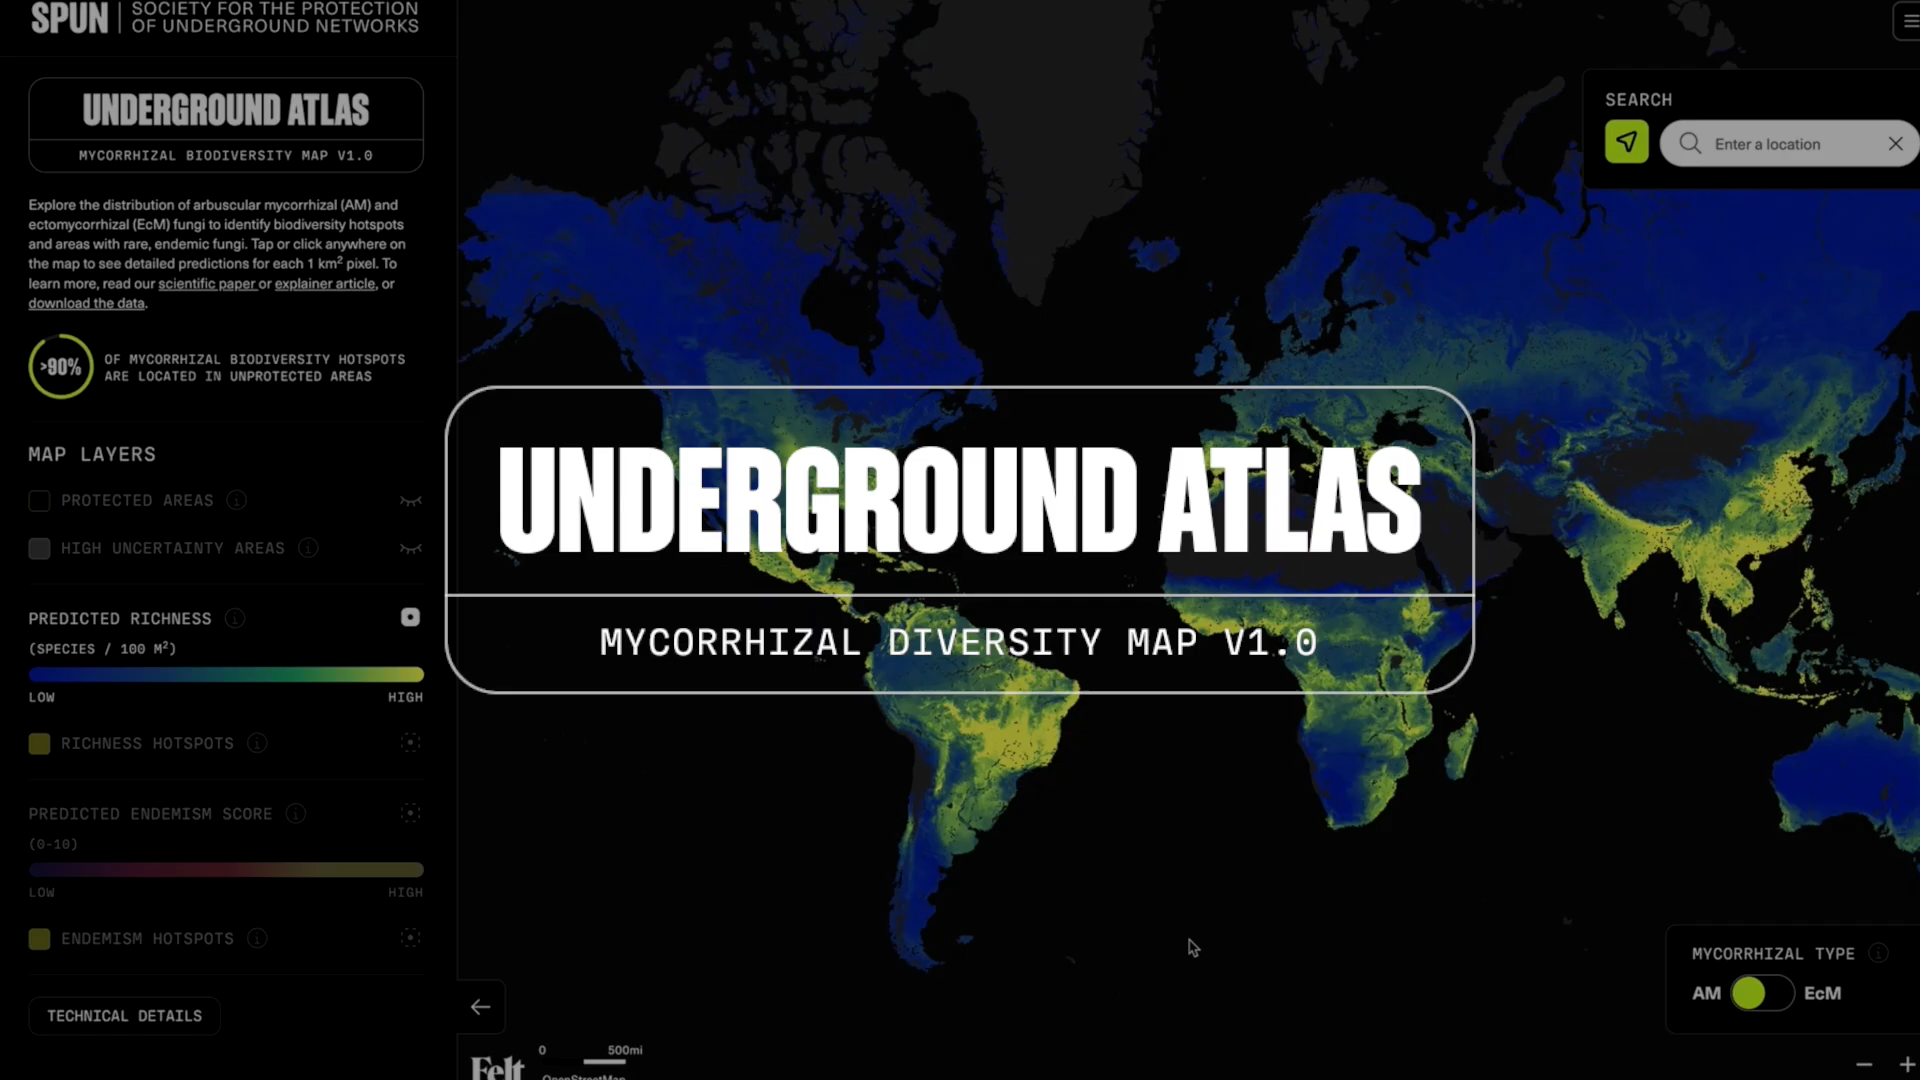 SPUN
SOCIETY FOR THE PROTECTION
OF UNDERGROUND NETWORKS
UNDERGROUND ATLAS
MYCORRHIZAL BIODIVERSITY MAP V1.0
Explore the distribution of arbuscular mycorrhizal (AM) and
ectomycorrhizal (EcM) fungi to identify biodiversity hotspots
and areas with rare, endemic fungi. Tap or click anywhere on
the map to see detailed predictions for each 1 km² pixel. To
learn more, read our scientific paper or explainer article, or
download the data.
>90%
OF MYCORRHIZAL BIODIVERSITY HOTSPOTS
ARE LOCATED IN UNPROTECTED AREAS
MAP LAYERS
PROTECTED AREAS
HIGH UNCERTAINTY AREAS
PREDICTED RICHNESS
(SPECIES / 100 M²)
LOW
HIGH
RICHNESS HOTSPOTS
PREDICTED ENDEMISM SCORE
(0-10)
LOW
HIGH
ENDEMISM HOTSPOTS
TECHNICAL DETAILS
UNDERGROUND ATLAS
MYCORRHIZAL DIVERSITY MAP V1.0
SEARCH
Enter a location
MYCORRHIZAL TYPE
AM
EcM
Felt
0
500mi
OpenStreetMap